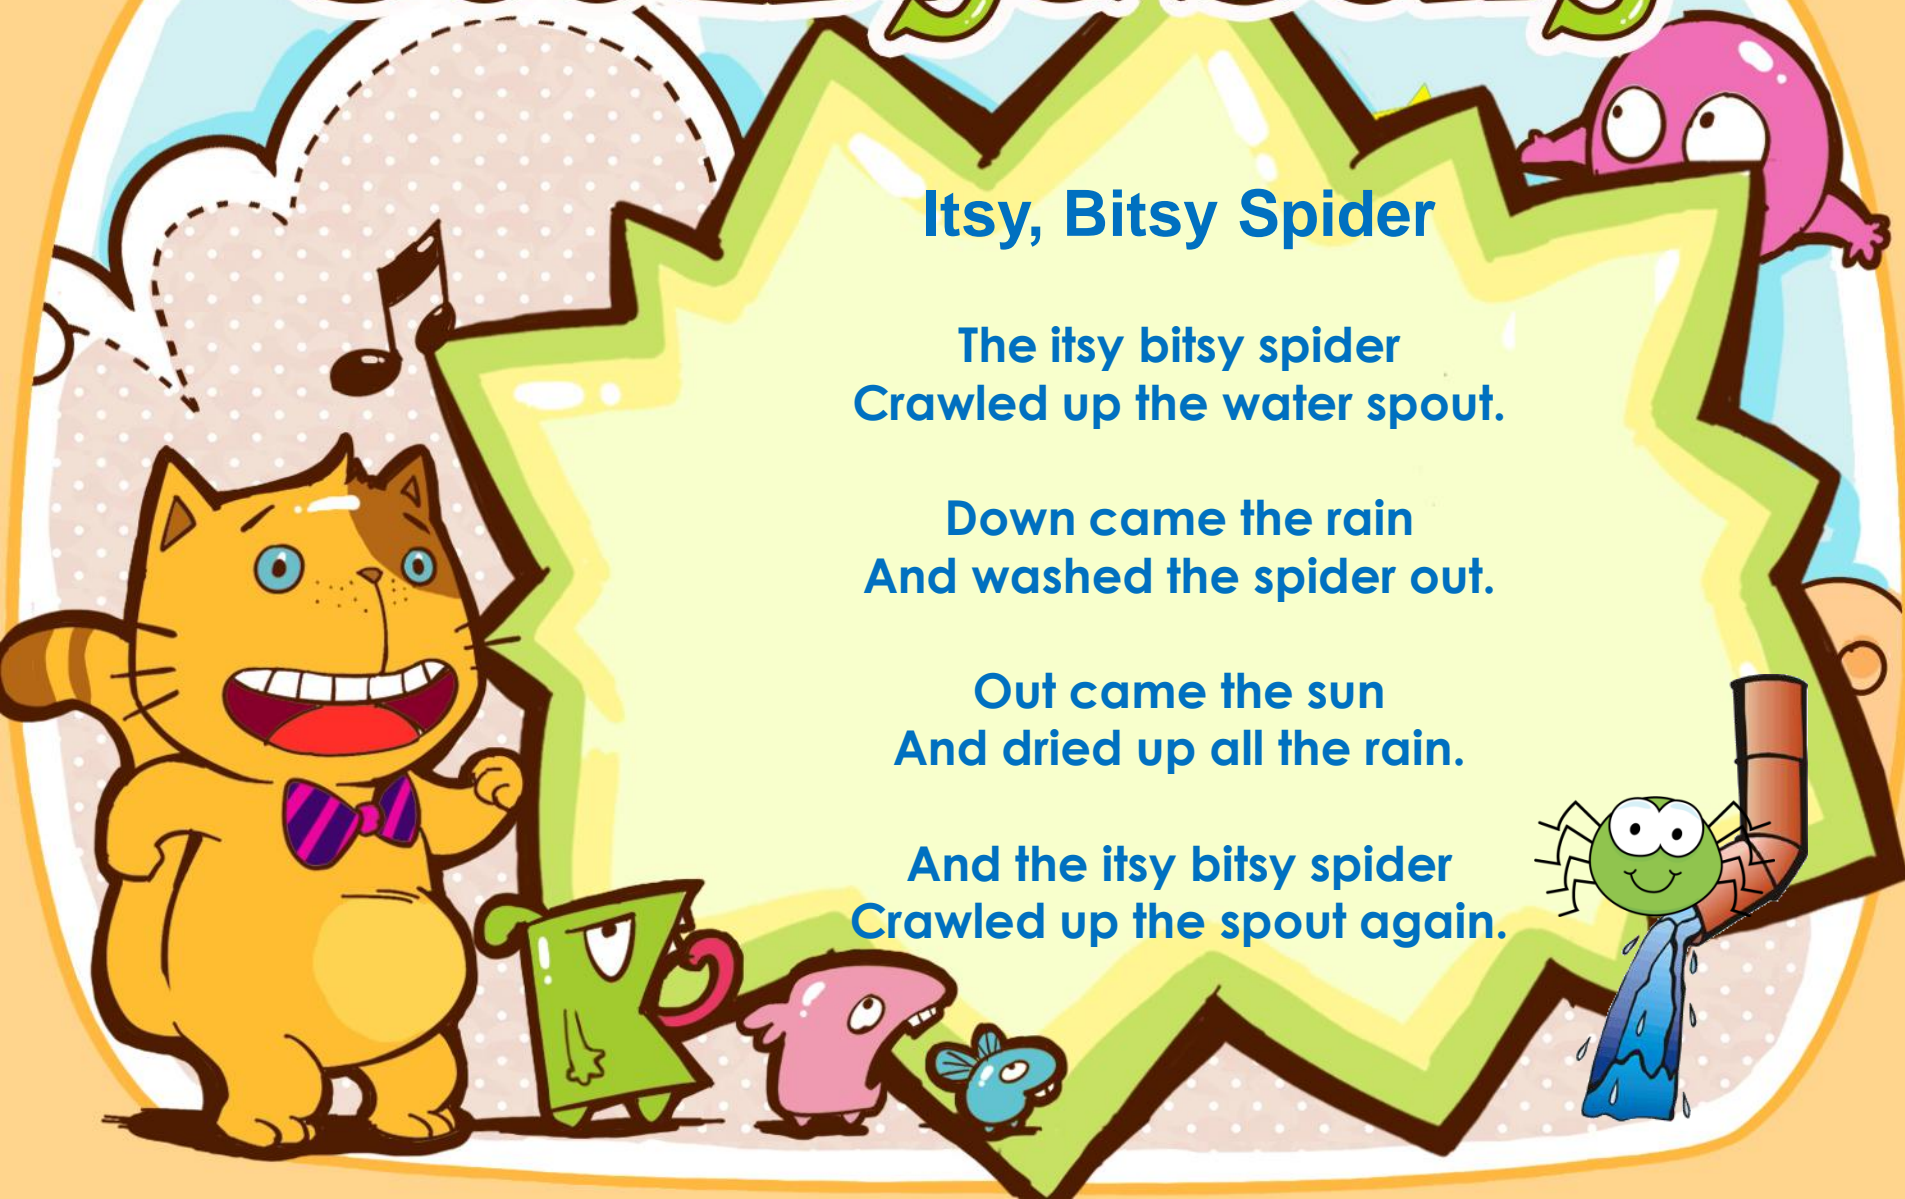 Itsy, Bitsy Spider
The itsy bitsy spider
Crawled up the water spout.
Down came the rain
And washed the spider out.
Out came the sun
And dried up all the rain.
And the itsy bitsy spider
Crawled up the spout again.